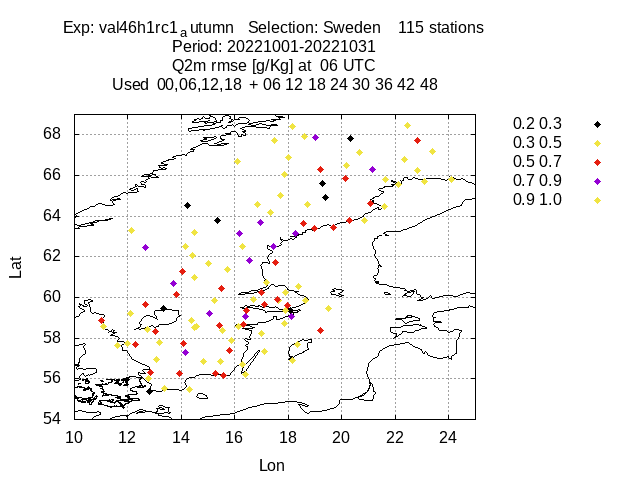 Exp: val46h1rc1autumn Selection: Sweden 115 stations
Period: 20221001-20221031
Q2m rmse [g/Kg] at 06 UTC
Used 00,06,12,18 + 06 12 18 24 30 36 42 48
0.2 0.3
0.3 0.5
0.5 0.7
0.7 0.9
0.9 1.0
68
66
64
62
60
58
56
54
Lat
10 12 14 16 18 20 22 24
Lon